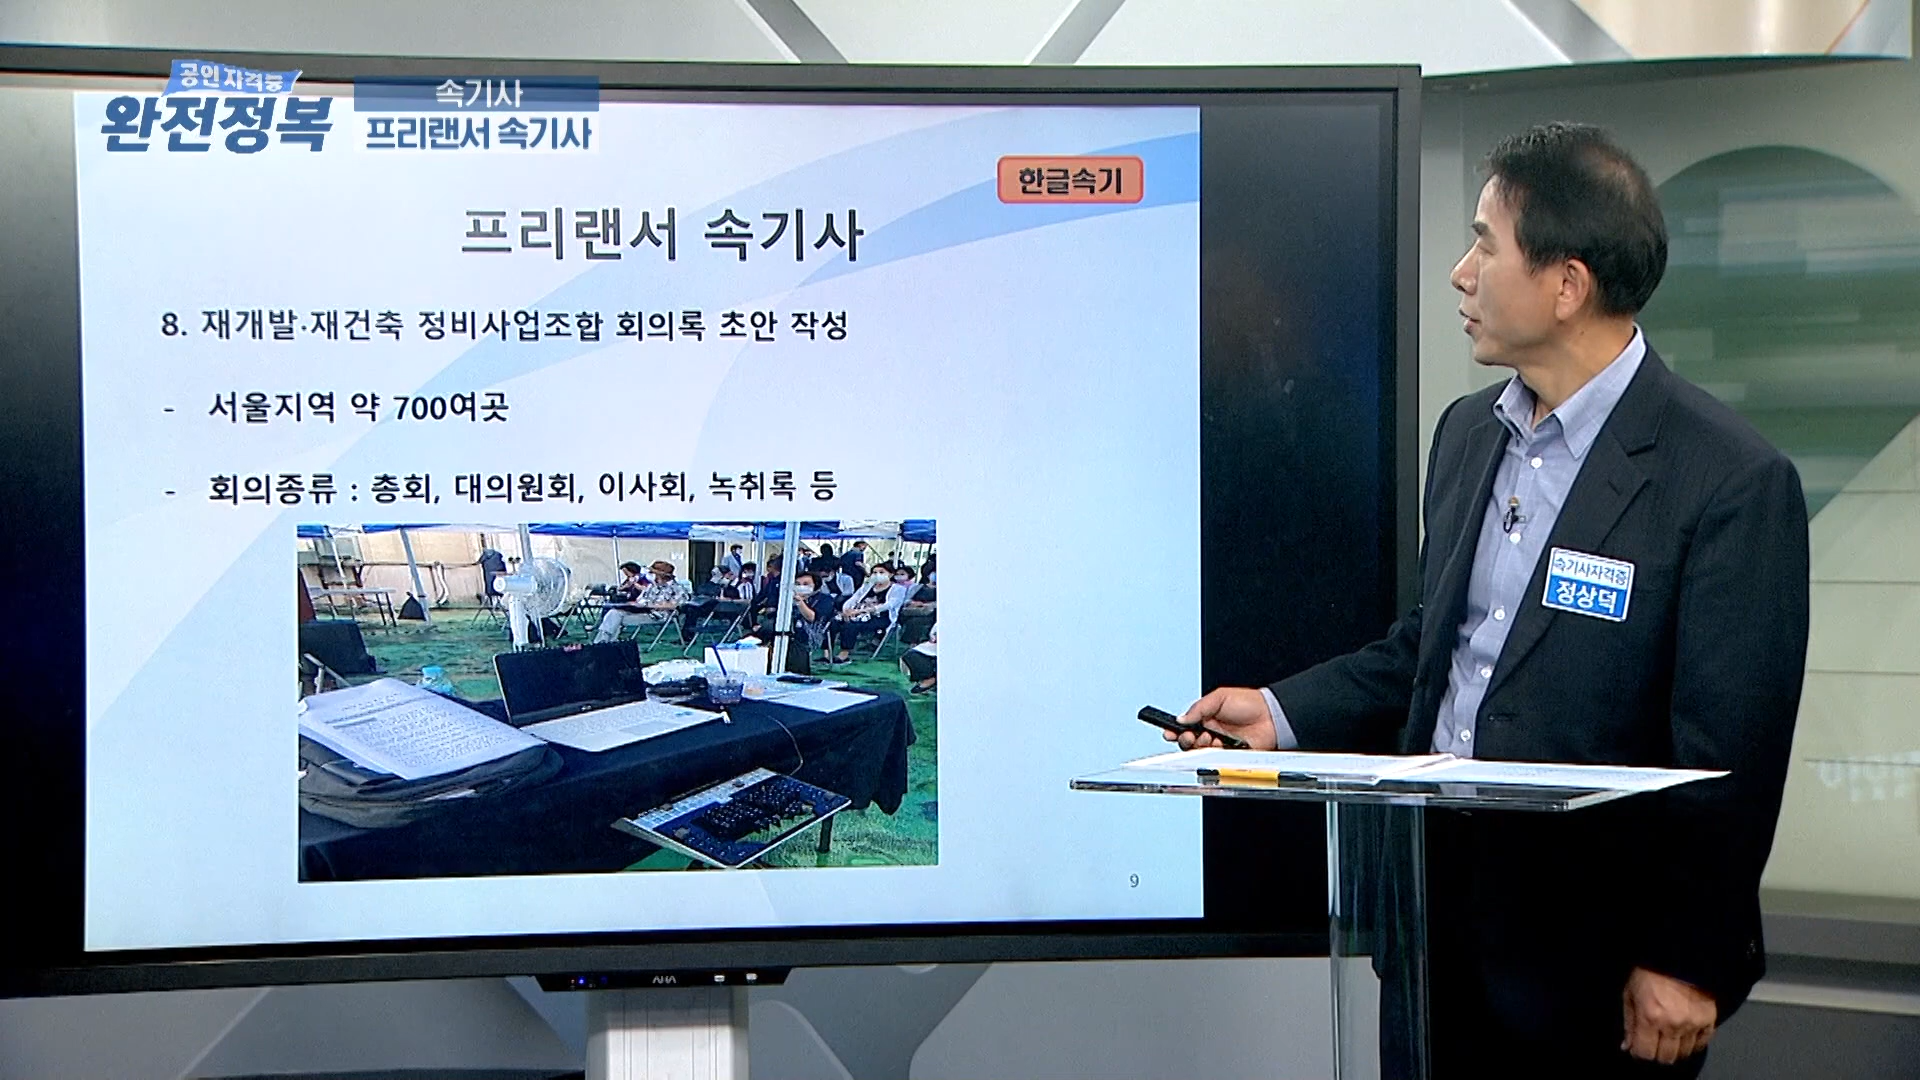 공인자격증
완전정복
속기사
프리랜서 속기사
한글속기
프리랜서 속기사
8. 재개발·재건축 정비사업조합 회의록 초안 작성
- 서울지역 약 700여곳
- 회의종류 : 총회, 대의원회, 이사회, 녹취록 등
9
속기사자격증
정상덕